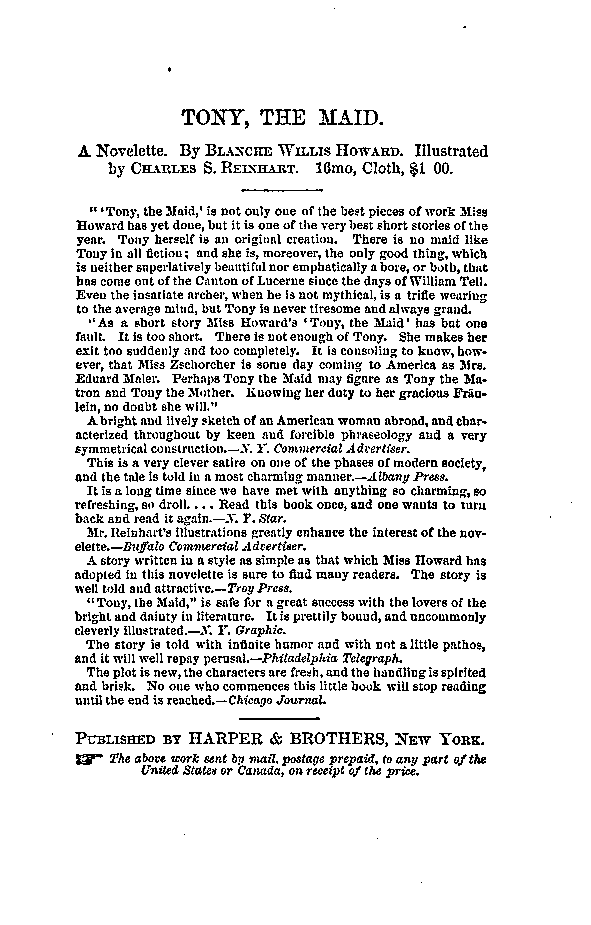 TONY, THE MAID.
A Novelette. By BLANCHE WILLIS HOWARD. Illustrated
by CHARLES S. REINHART. 16mo, Cloth, $1 00.
"'Tony, the Maid,' is not only one of the best pieces of work Miss
Howard has yet done, but it is one of the very best short stories of the
year. Tony herself is an original creation. There is no maid like
Tony in all fiction; and she is, moreover, the only good thing, which
is neither superlatively beautiful nor emphatically a bore, or both, that
has come out of the Canton of Lucerne since the days of William Tell.
Even the insatiate archer, when he is not mythical, is a trifle wearing
to the average mind, but Tony is never tiresome and always grand.
"As a short story Miss Howard's 'Tony, the Maid' has but one
fault. It is too short. There is not enough of Tony. She makes her
exit too suddenly and too completely. It is consoling to know, how-
ever, that Miss Zschorcher is some day coming to America as Mrs.
Eduard Maler. Perhaps Tony the Maid may figure as Tony the Ma-
tron and Tony the Mother. Knowing her duty to her gracious Fräu-
lein, no doubt she will."
A bright and lively sketch of an American woman abroad, and char-
acterized throughout by keen and forcible phraseology and a very
symmetrical construction.—N. Y. Commercial Advertiser.
This is a very clever satire on one of the phases of modern society,
and the tale is told in a most charming manner.—Albany Press.
It is a long time since we have met with anything so charming, so
refreshing, so droll.... Read this book once, and one wants to turn
back and read it again.—N. Y. Star.
Mr. Reinhart's illustrations greatly enhance the interest of the nov-
elette.—Buffalo Commercial Advertiser.
A story written in a style as simple as that which Miss Howard has
adopted in this novelette is sure to find many readers. The story is
well told and attractive.—Troy Press.
"Tony, the Maid," is safe for a great success with the lovers of the
bright and dainty in literature. It is prettily bound, and uncommonly
cleverly illustrated.—N. Y. Graphic.
The story is told with infinite humor and with not a little pathos,
and it will well repay perusal.—Philadelphia Telegraph.
The plot is new, the characters are fresh, and the handling is spirited
and brisk. No one who commences this little book will stop reading
until the end is reached.—Chicago Journal.
PUBLISHED BY HARPER & BROTHERS, NEW YORK.
☞ The above work sent by mail, postage prepaid, to any part of the
United States or Canada, on receipt of the price.